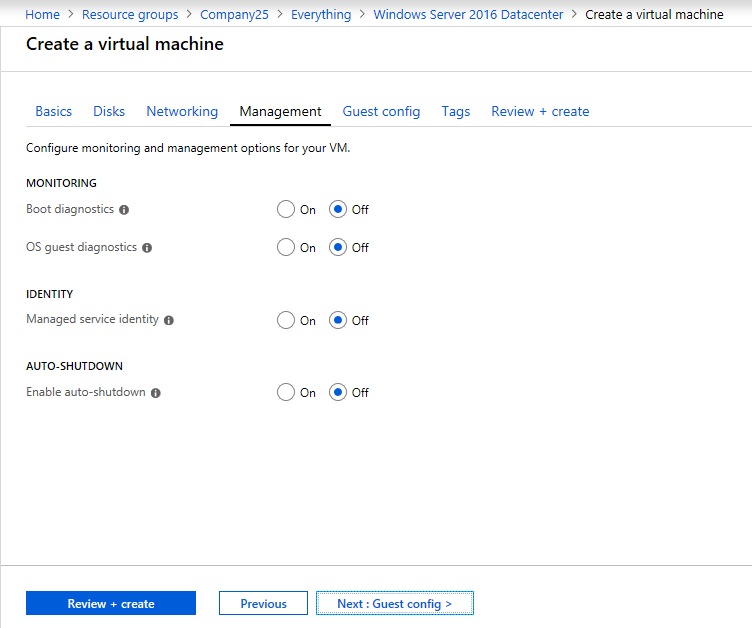 Home > Resource groups > Company25 > Everything > Windows Server 2016 Datacenter > Create a virtual machine
Create a virtual machine
Basics Disks Networking Management Guest config Tags Review + create
Configure monitoring and management options for your VM.
MONITORING
Boot diagnostics On Off
OS guest diagnostics On Off
IDENTITY
Managed service identity On Off
AUTO-SHUTDOWN
Enable auto-shutdown On Off
Review + create Previous Next : Guest config >